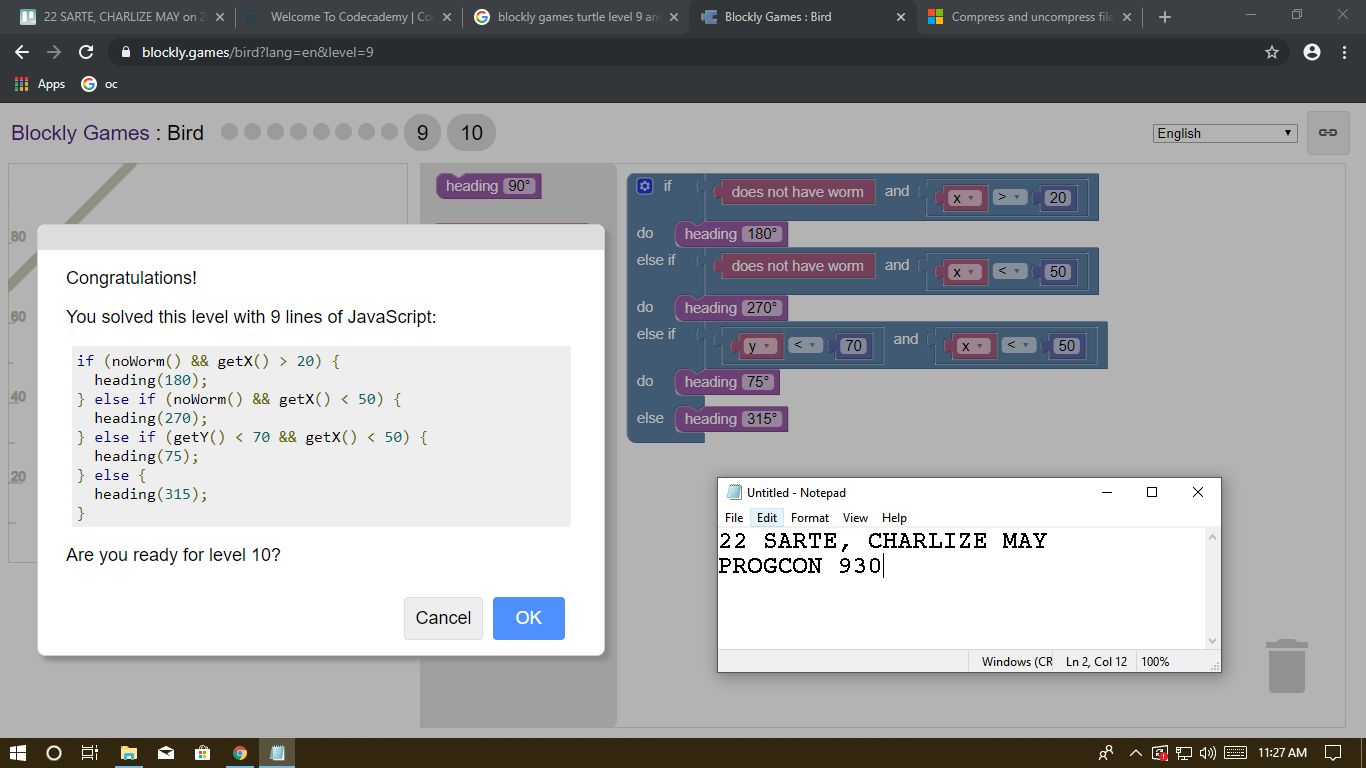 22 SARTE, CHARLIZE MAY on 2
Welcome To Codecademy | Co
blockly games turtle level 9 an
Blockly Games : Bird
Compress and uncompress file
blockly.games/bird?lang=en&level=9
Apps
oc
Blockly Games : Bird
9
10
English
80
60
40
20
heading 90°
if does not have worm and x > 20
do heading 180°
else if does not have worm and x < 50
do heading 270°
else if y < 70 and x < 50
do heading 75°
else heading 315°
Congratulations!
You solved this level with 9 lines of JavaScript:
if (noWorm() && getX() > 20) {
heading(180);
} else if (noWorm() && getX() < 50) {
heading(270);
} else if (getY() < 70 && getX() < 50) {
heading(75);
} else {
heading(315);
}
Are you ready for level 10?
Cancel
OK
Untitled - Notepad
File Edit Format View Help
22 SARTE, CHARLIZE MAY
PROGCON 930
Windows (CR
Ln 2, Col 12
100%
11:27 AM